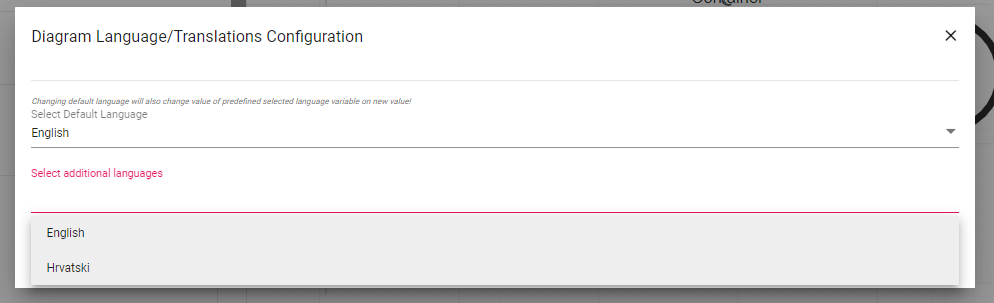 Container
Diagram Language/Translations Configuration
Changing default language will also change value of predefined selected language variable on new value!
Select Default Language
English
Select additional languages
English
Hrvatski